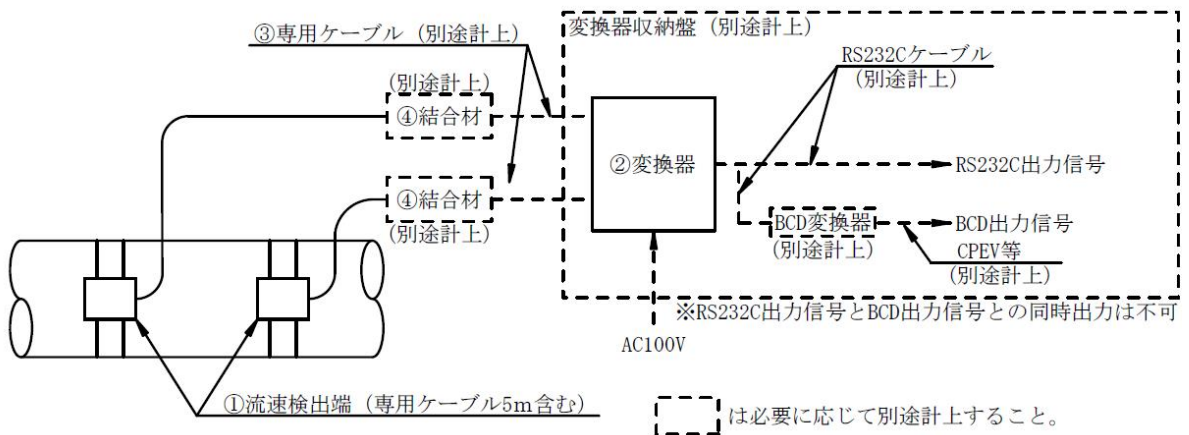 変換器収納盤（別途計上）
③専用ケーブル（別途計上）
RS232Cケーブル
（別途計上）
（別途計上）
④結合材
②変換器
RS232C出力信号
④結合材
（別途計上）
BCD変換器
（別途計上）
BCD出力信号
CPEV等
（別途計上）
※RS232C出力信号とBCD出力信号との同時出力は不可
AC100V
①流速検出端（専用ケーブル5m含む）
は必要に応じて別途計上すること。